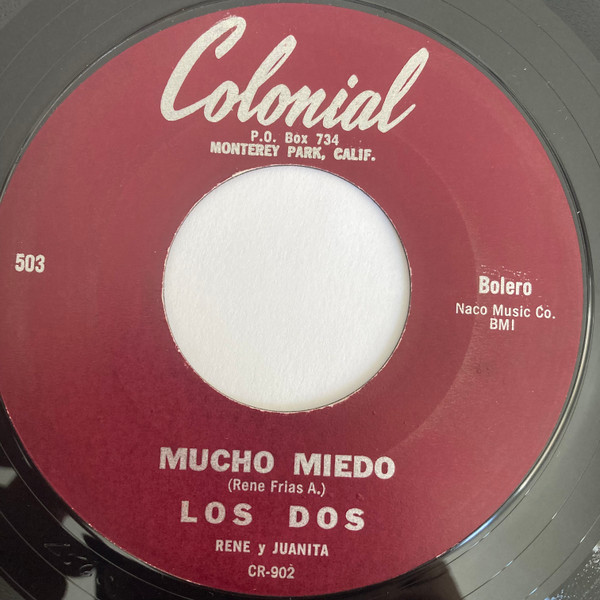 Colonial
P.O. Box 734
MONTEREY PARK, CALIF.
503
Bolero
Naco Music Co.
BMI
MUCHO MIEDO
(Rene Frias A.)
LOS DOS
RENE y JUANITA
CR-902